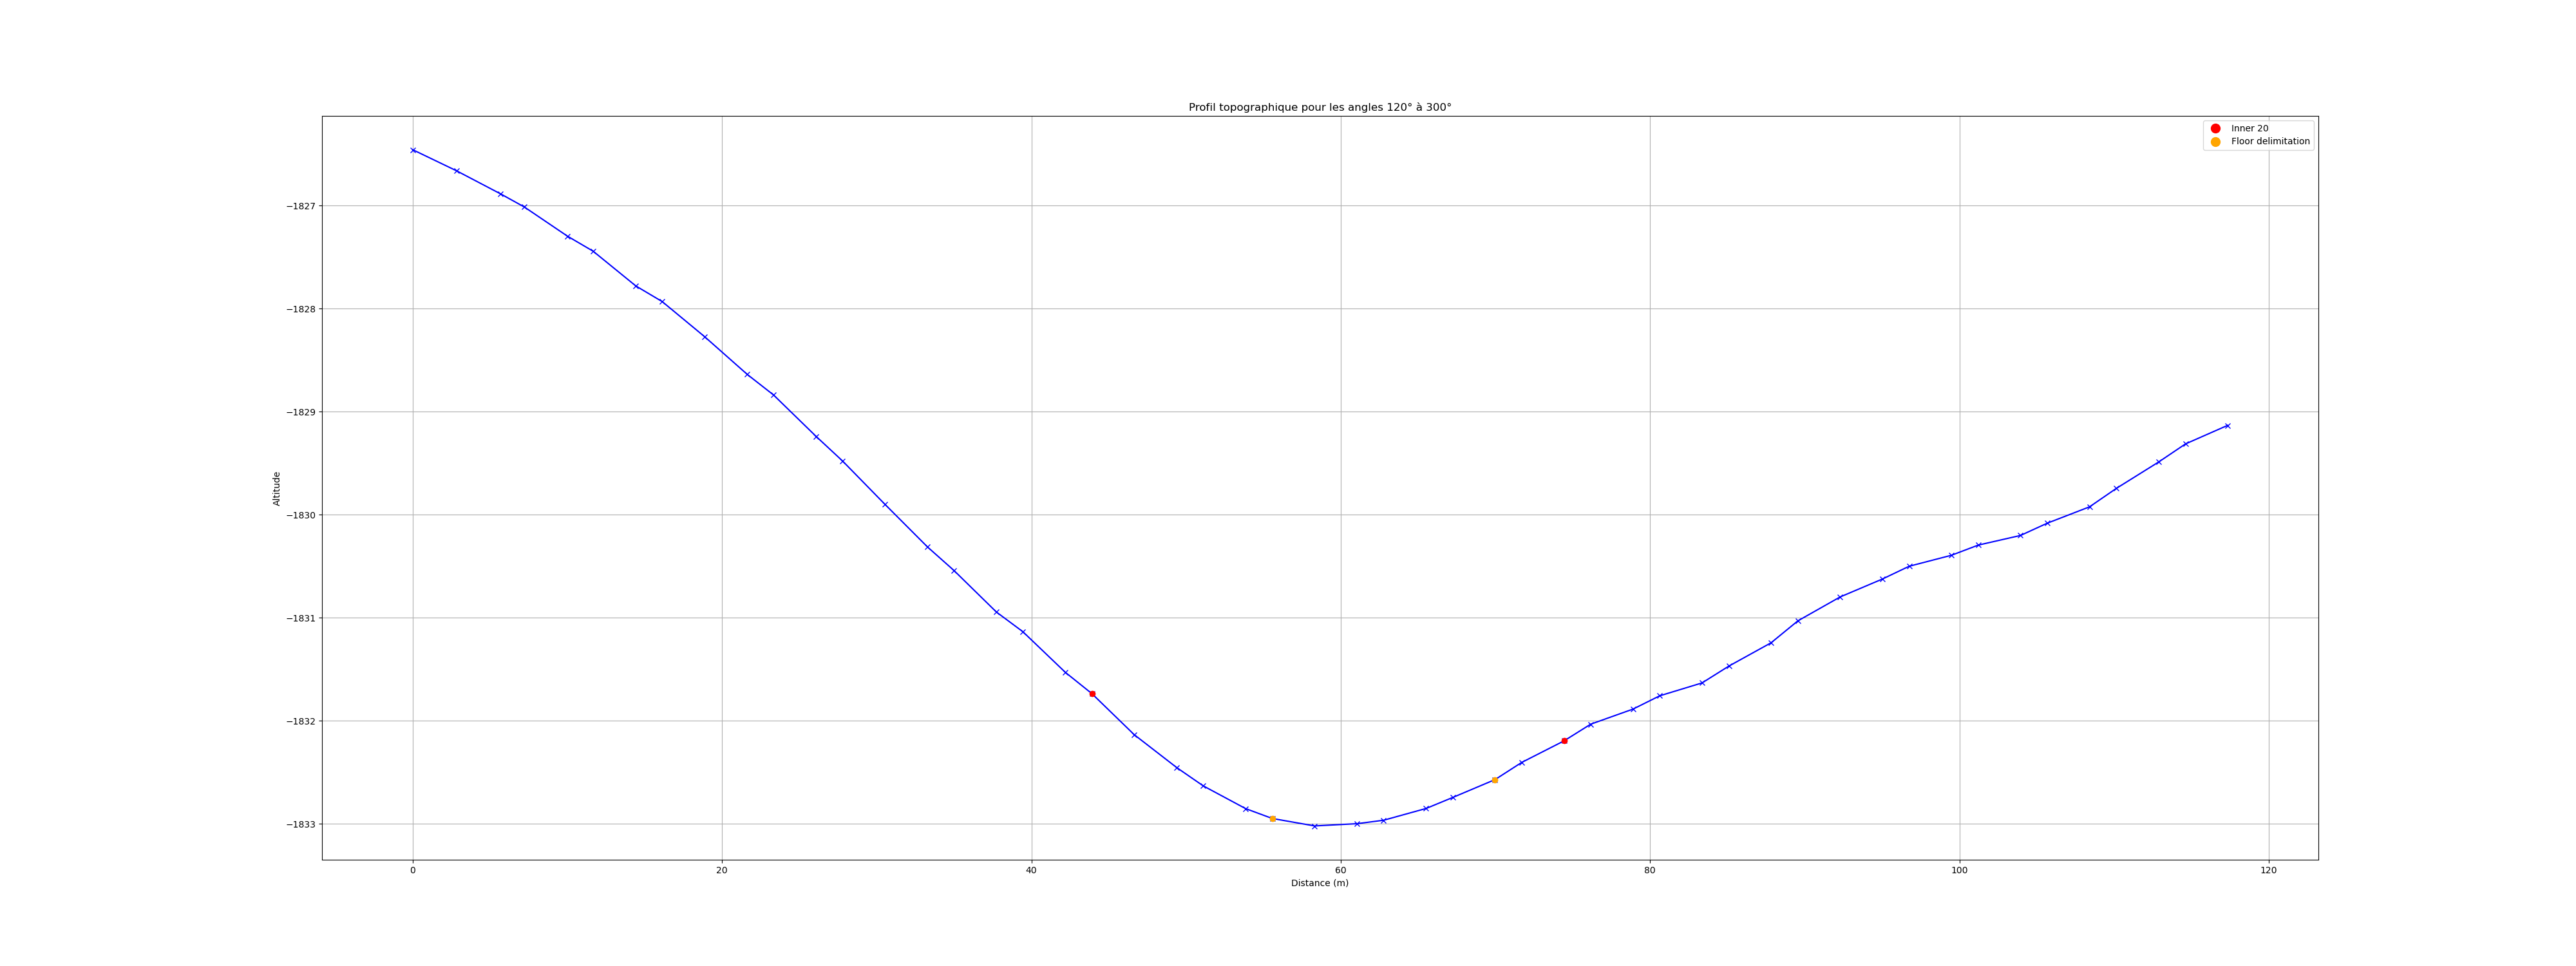 Profil topographique pour les angles 120° à 300°
Inner 20
Floor delimitation
−1827
−1828
−1829
−1830
−1831
−1832
−1833
Altitude
0 20 40 60 80 100 120
Distance (m)